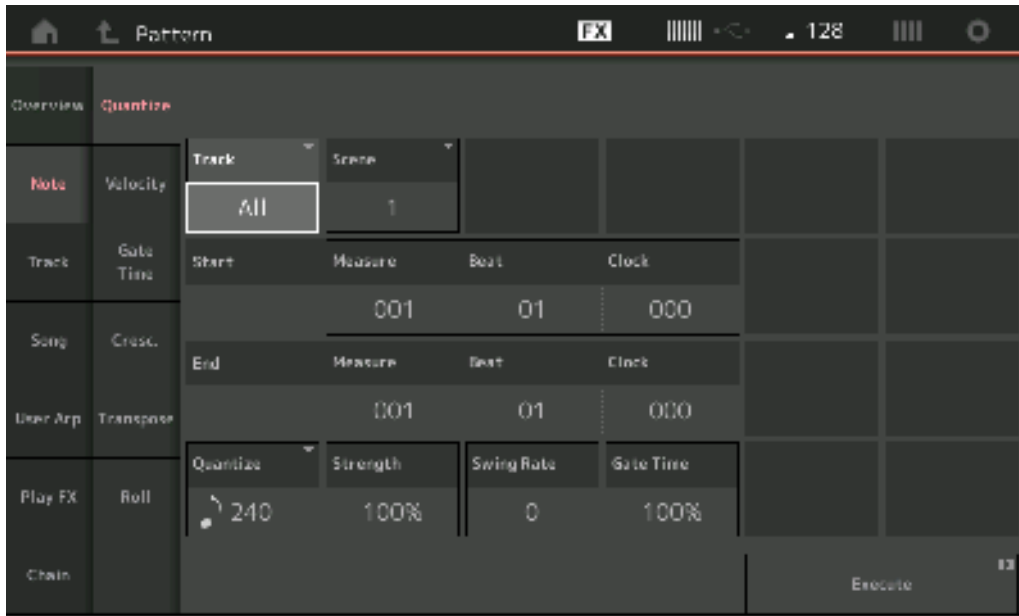 Pattern FX 128
Overview Quantize
Track Scene
Note Velocity
All 1
Track Gate Time Start Measure Beat Clock
001 01 000
Song Cresc. End Measure Beat Clock
001 01 000
User Arp Transpose
Quantize Strength Swing Rate Gate Time
Play FX Roll 240 100% 0 100%
Chain Execute